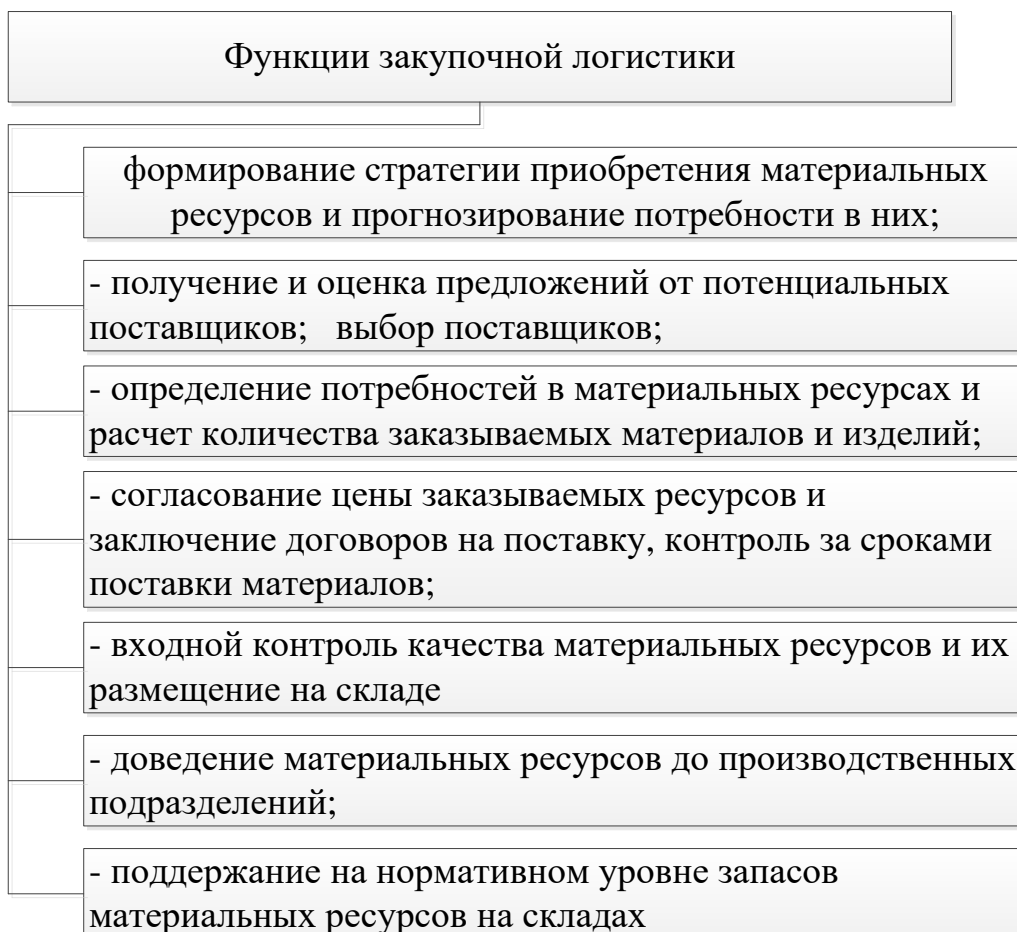 Функции закупочной логистики
формирование стратегии приобретения материальных
ресурсов и прогнозирование потребности в них;
- получение и оценка предложений от потенциальных
поставщиков;   выбор поставщиков;
- определение потребностей в материальных ресурсах и
расчет количества заказываемых материалов и изделий;
- согласование цены заказываемых ресурсов и
заключение договоров на поставку, контроль за сроками
поставки материалов;
- входной контроль качества материальных ресурсов и их
размещение на складе
- доведение материальных ресурсов до производственных
подразделений;
- поддержание на нормативном уровне запасов
материальных ресурсов на складах